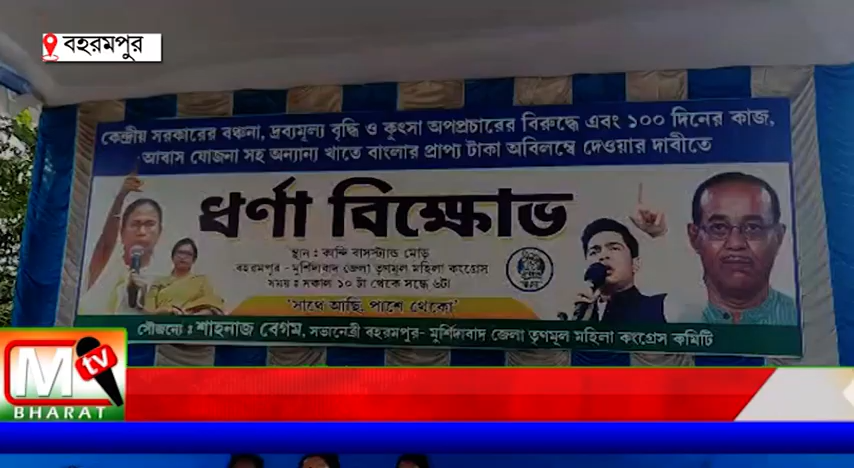 বহরমপুর
কেন্দ্রীয় সরকারের বঞ্চনা, দ্রব্যমূল্য বৃদ্ধি ও কুৎসা অপপ্রচারের বিরুদ্ধে এবং ১০০ দিনের কাজ,
আবাস যোজনা সহ অন্যান্য খাতে বাংলার প্রাপ্য টাকা অবিলম্বে দেওয়ার দাবীতে
ধর্ণা বিক্ষোভ
স্থান : কান্দি বাসস্ট্যান্ড মোড়
বহরমপুর - মুর্শিদাবাদ জেলা তৃণমূল মহিলা কংগ্রেস
সময় : সকাল ১০ টা থেকে সন্ধে ৬টা
'সাথে আছি, পাশে থেকো'
সৌজন্যে : শাহনাজ বেগম, সভানেত্রী বহরমপুর- মুর্শিদাবাদ জেলা তৃণমূল মহিলা কংগ্রেস কমিটি
M tv
BHARAT